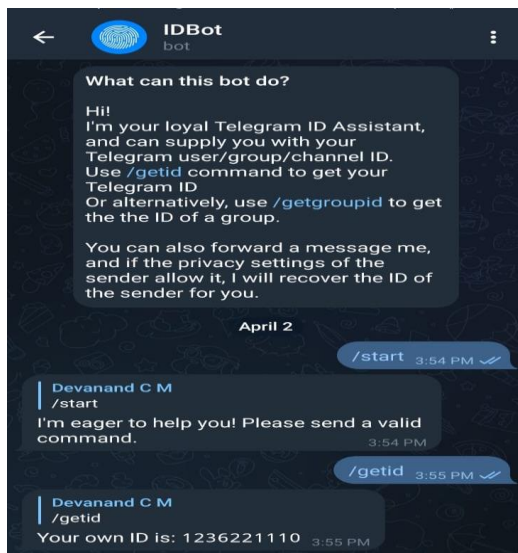 IDBot
bot
What can this bot do?
Hi!
I'm your loyal Telegram ID Assistant,
and can supply you with your
Telegram user/group/channel ID.
Use /getid command to get your
Telegram ID
Or alternatively, use /getgroupid to get
the the ID of a group.
You can also forward a message me,
and if the privacy settings of the
sender allow it, I will recover the ID of
the sender for you.
April 2
/start 3:54 PM
Devanand C M
/start
I'm eager to help you! Please send a valid
command. 3:54 PM
/getid 3:55 PM
Devanand C M
/getid
Your own ID is: 1236221110 3:55 PM